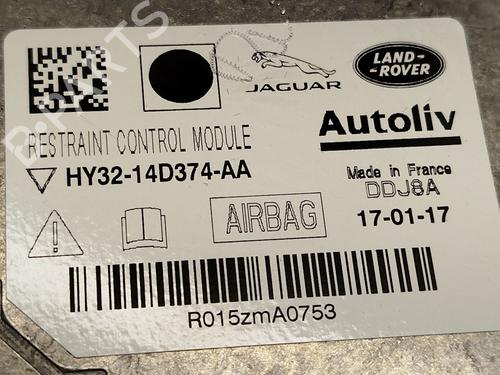 JAGUAR
LAND-
-ROVER
RESTRAINT CONTROL MODULE
Autoliv
HY32-14D374-AA
Made in France
DDJ8A
17-01-17
AIRBAG
R015zmA0753
PARTS